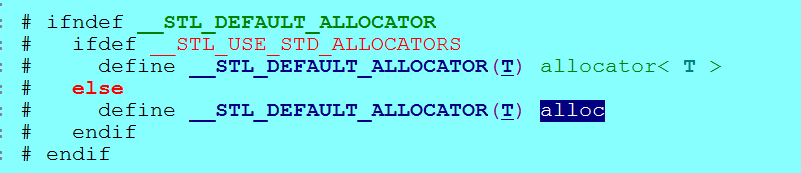 : # ifndef __STL_DEFAULT_ALLOCATOR
: #   ifdef __STL_USE_STD_ALLOCATORS
: #     define __STL_DEFAULT_ALLOCATOR(T) allocator< T >
: #   else
: #     define __STL_DEFAULT_ALLOCATOR(T) alloc
: #   endif
: # endif